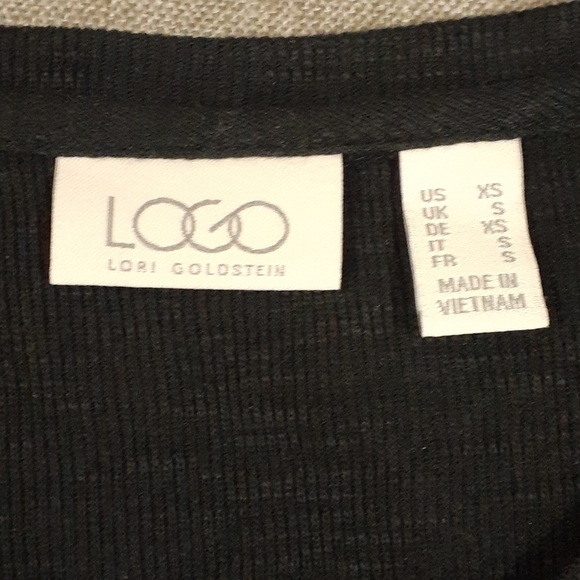 LOGO
LORI GOLDSTEIN
US XS
UK S
DE XS
IT S
FR S
MADE IN
VIETNAM